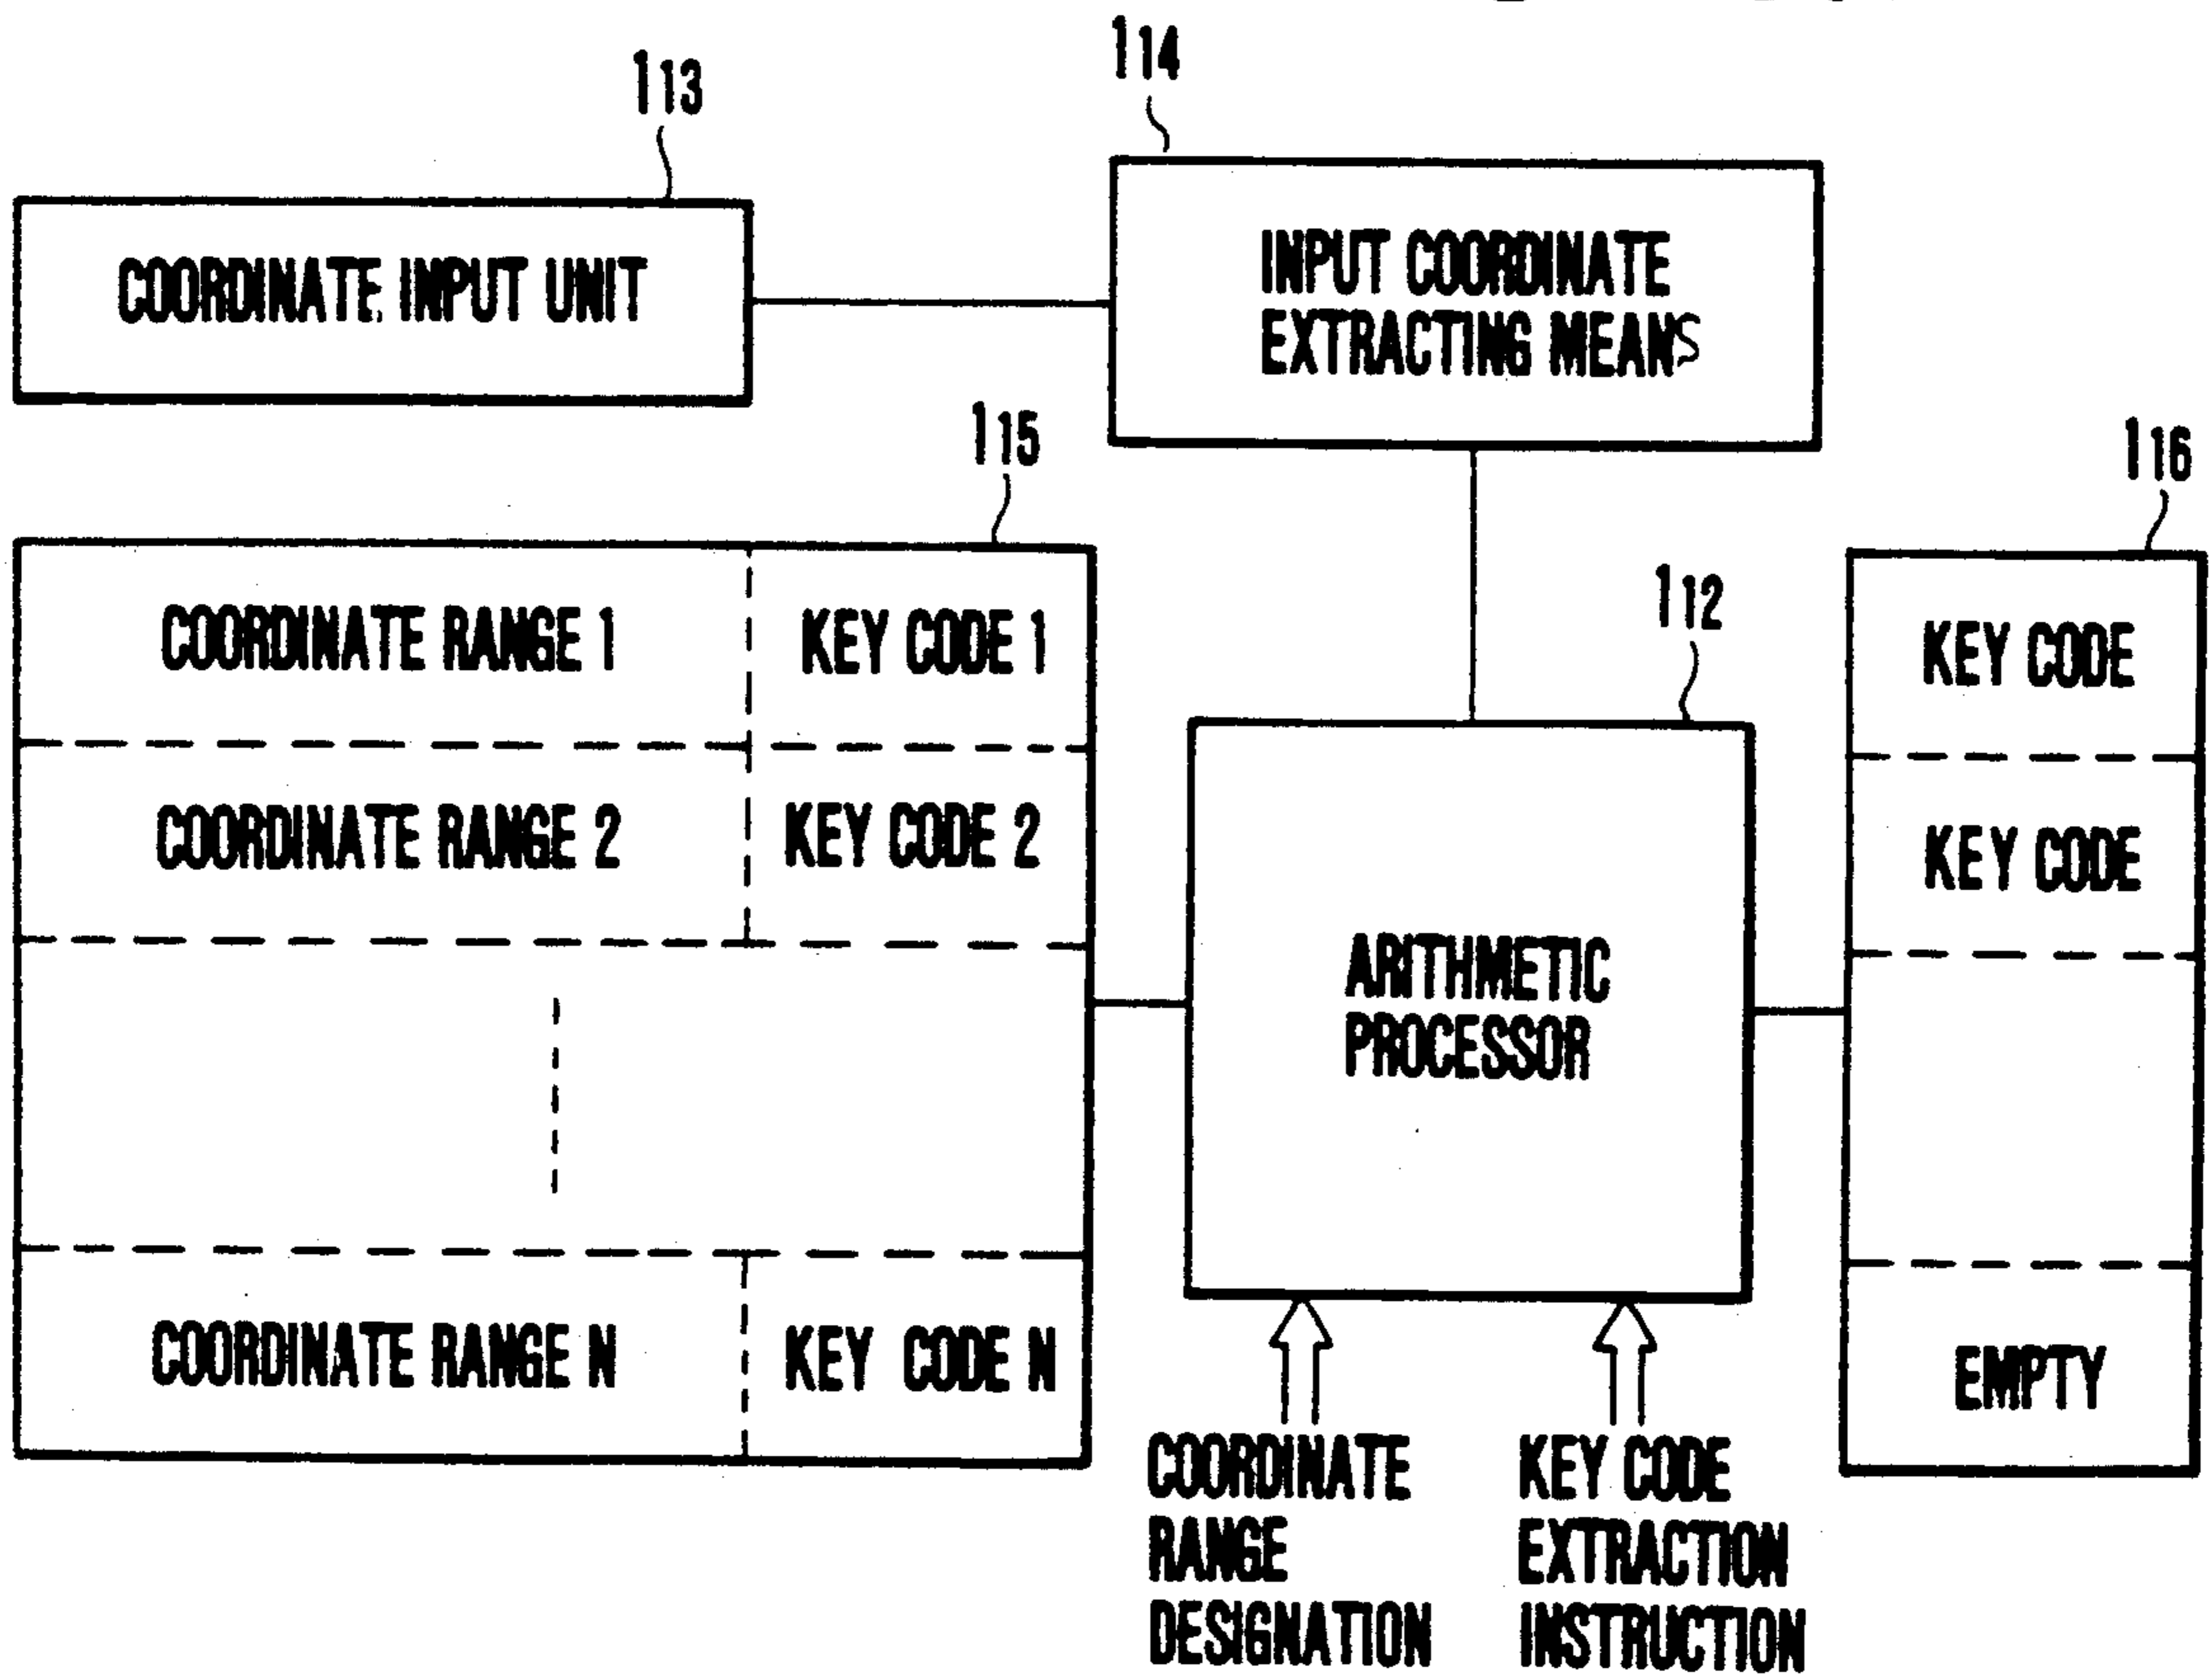 113
114
COORDINATE INPUT UNIT
INPUT COORDINATE
EXTRACTING MEANS
115
116
112
COORDINATE RANGE 1
KEY CODE 1
KEY CODE
COORDINATE RANGE 2
KEY CODE 2
KEY CODE
ARITHMETIC
PROCESSOR
COORDINATE RANGE N
KEY CODE N
EMPTY
COORDINATE
RANGE
DESIGNATION
KEY CODE
EXTRACTION
INSTRUCTION